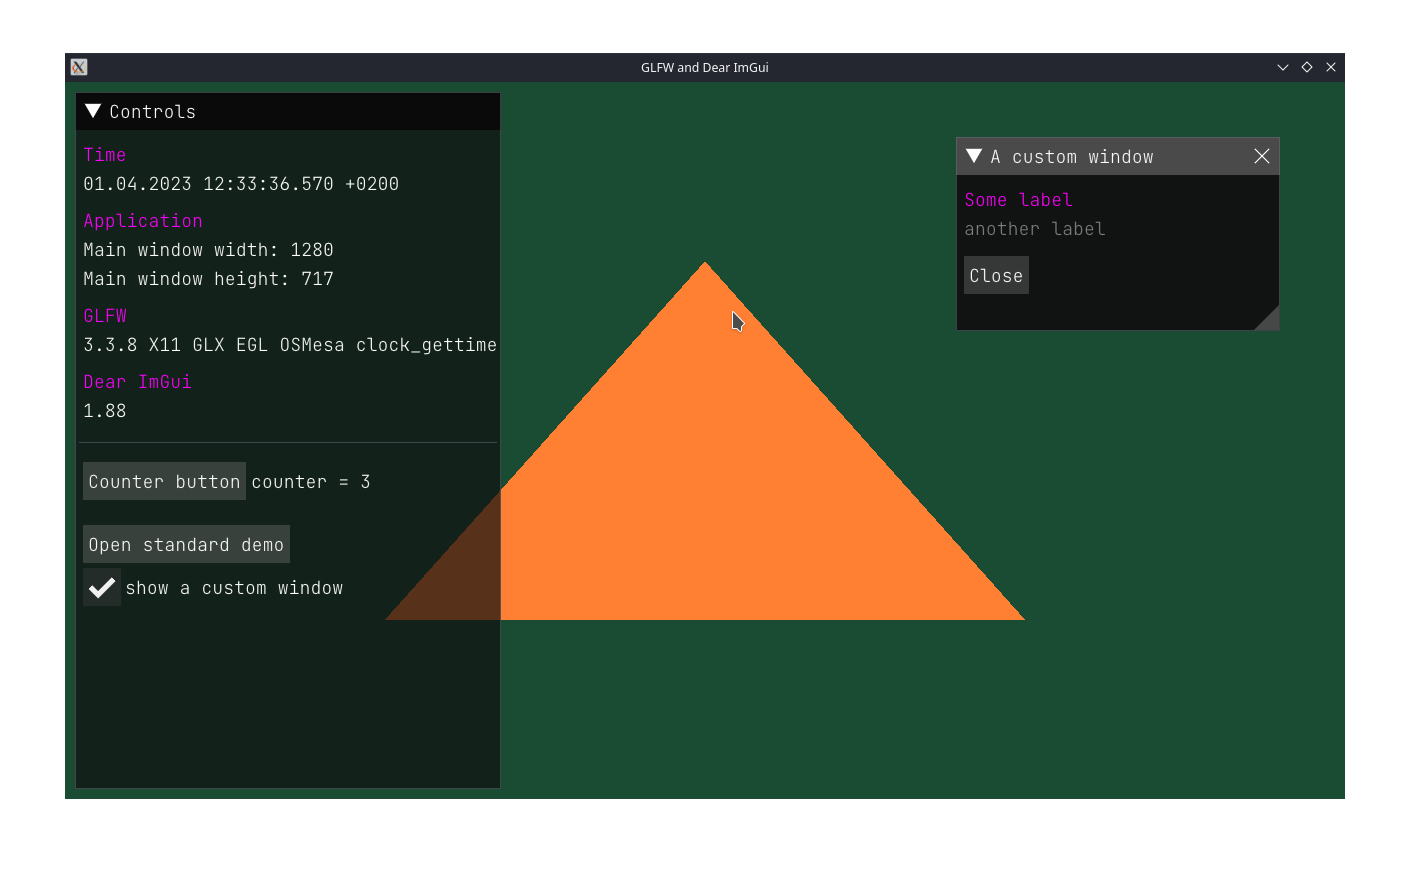 GLFW and Dear ImGui
Controls
Time
01.04.2023 12:33:36.570 +0200
Application
Main window width: 1280
Main window height: 717
GLFW
3.3.8 X11 GLX EGL OSMesa clock_gettime
Dear ImGui
1.88
Counter button counter = 3
Open standard demo
show a custom window
A custom window
Some label
another label
Close